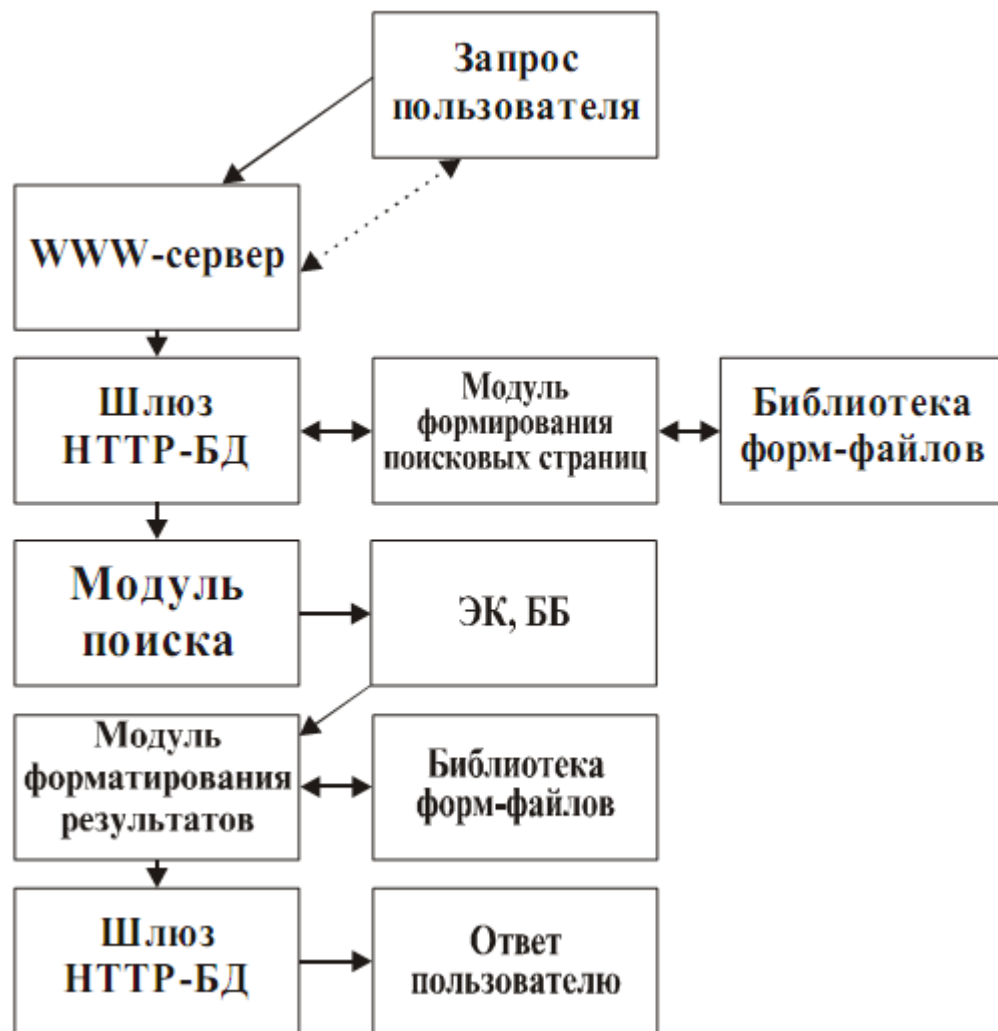 Запрос
пользователя
WWW-сервер
Шлюз
HTTP-БД
Модуль
формирования
поисковых страниц
Библиотека
форм-файлов
Модуль
поиска
ЭК, ББ
Модуль
форматирования
результатов
Библиотека
форм-файлов
Шлюз
HTTP-БД
Ответ
пользователю